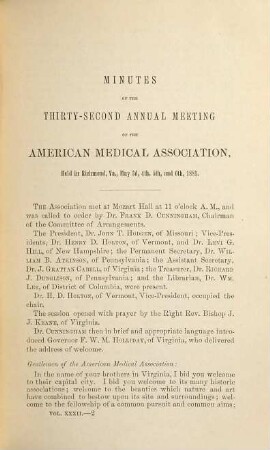 MINUTES
OF THE
THIRTY-SECOND ANNUAL MEETING
OF THE
AMERICAN MEDICAL ASSOCIATION,
Held in Richmond, Va., May 3d, 4th, 5th, and 6th, 1881.
THE Association met at Mozart Hall at 11 o'clock A. M., and
was called to order by Dr. FRANK D. CUNNINGHAM, Chairman
of the Committee of Arrangements.
The President, Dr. JOHN T. HODGEN, of Missouri; Vice-Presi-
dents, Dr. HENRY D. HOLTON, of Vermont, and Dr. LEVI G.
HILL, of New Hampshire; the Permanent Secretary, Dr. WIL-
LIAM B. ATKINSON, of Pennsylvania; the Assistant Secretary,
Dr. J. GRATTAN CABELL, of Virginia; the Treasurer, Dr. RICHARD
J. DUNGLISON, of Pennsylvania; and the Librarian, Dr. WM.
LEE, of District of Columbia, were present.
Dr. H. D. HOLTON, of Vermont, Vice-President, occupied the
chair.
The session opened with prayer by the Right Rev. Bishop J.
J. KEANE, of Virginia.
Dr. CUNNINGHAM then in brief and appropriate language intro-
duced Governor F. W. M. HOLLIDAY, of Virginia, who delivered
the address of welcome.
Gentlemen of the American Medical Association:
In the name of your brothers in Virginia, I bid you welcome
to their capital city. I bid you welcome to its many historic
associations; welcome to the beauties which nature and art
have combined to bestow upon its site and surroundings; wel-
come to the fellowship of a common pursuit and common aims;
VOL. XXXII.—2